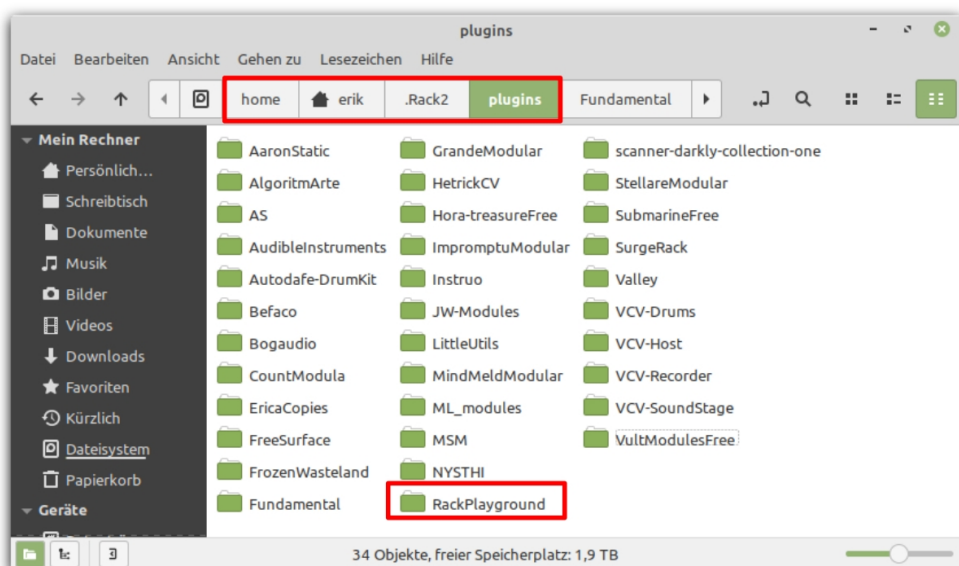 plugins
Datei Bearbeiten Ansicht Gehen zu Lesezeichen Hilfe
home erik .Rack2 plugins Fundamental
Mein Rechner
Persönlich...
Schreibtisch
Dokumente
Musik
Bilder
Videos
Downloads
Favoriten
Kürzlich
Dateisystem
Papierkorb
Geräte
AaronStatic
AlgoritmArte
AS
AudibleInstruments
Autodafe-DrumKit
Befaco
Bogaudio
CountModula
EricaCopies
FreeSurface
FrozenWasteland
Fundamental
GrandeModular
HetrickCV
Hora-treasureFree
ImpromptuModular
Instruo
JW-Modules
LittleUtils
MindMeldModular
ML_modules
MSM
NYSTHI
RackPlayground
scanner-darkly-collection-one
StellareModular
SubmarineFree
SurgeRack
Valley
VCV-Drums
VCV-Host
VCV-Recorder
VCV-SoundStage
VultModulesFree
34 Objekte, freier Speicherplatz: 1,9 TB